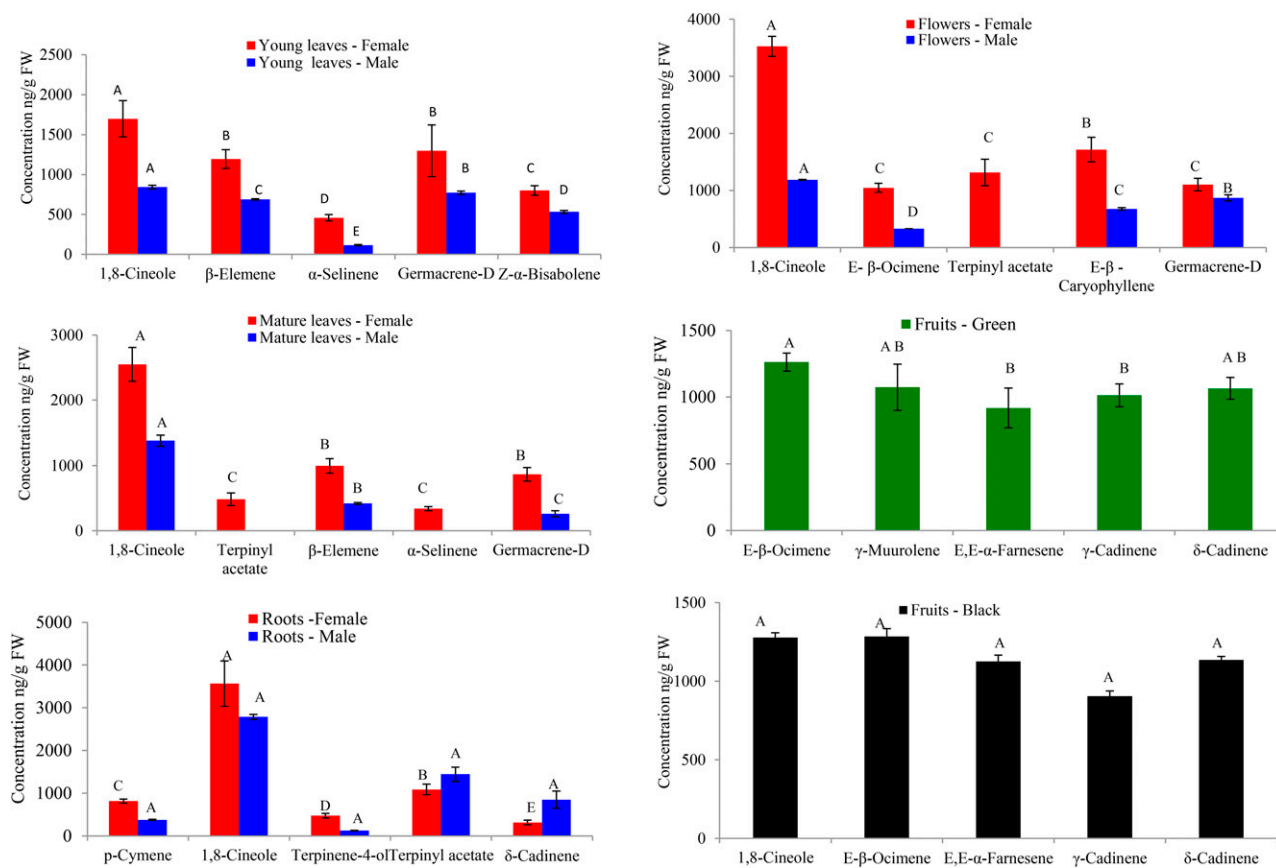 Young leaves - Female
Young leaves - Male
Concentration ng/g FW
2500
2000
1500
1000
500
0
A
A
B
C
D
E
B
B
C
D
1,8-Cineole
β-Elemene
α-Selinene
Germacrene-D
Z-α-Bisabolene
Flowers - Female
Flowers - Male
Concentration ng/g FW
4000
3000
2000
1000
0
A
A
C
D
C
B
C
C
B
1,8-Cineole
E- β-Ocimene
Terpinyl acetate
E-β -
Caryophyllene
Germacrene-D
Mature leaves - Female
Mature leaves - Male
Concentration ng/g FW
3000
2000
1000
0
A
A
C
B
B
C
B
C
1,8-Cineole
Terpinyl
acetate
β-Elemene
α-Selinene
Germacrene-D
Fruits - Green
Concentration ng/g FW
1500
1000
500
0
A
A B
B
B
A B
E-β-Ocimene
γ-Muurolene
E,E-α-Farnesene
γ-Cadinene
δ-Cadinene
Roots -Female
Roots - Male
Concentration ng/g FW
5000
4000
3000
2000
1000
0
C
A
A
A
D
A
B
A
E
A
p-Cymene
1,8-Cineole
Terpinene-4-ol
Terpinyl acetate
δ-Cadinene
Fruits - Black
Concentration ng/g FW
1500
1000
500
0
A
A
A
A
A
1,8-Cineole
E-β-Ocimene
E,E-α-Farnesene
γ-Cadinene
δ-Cadinene